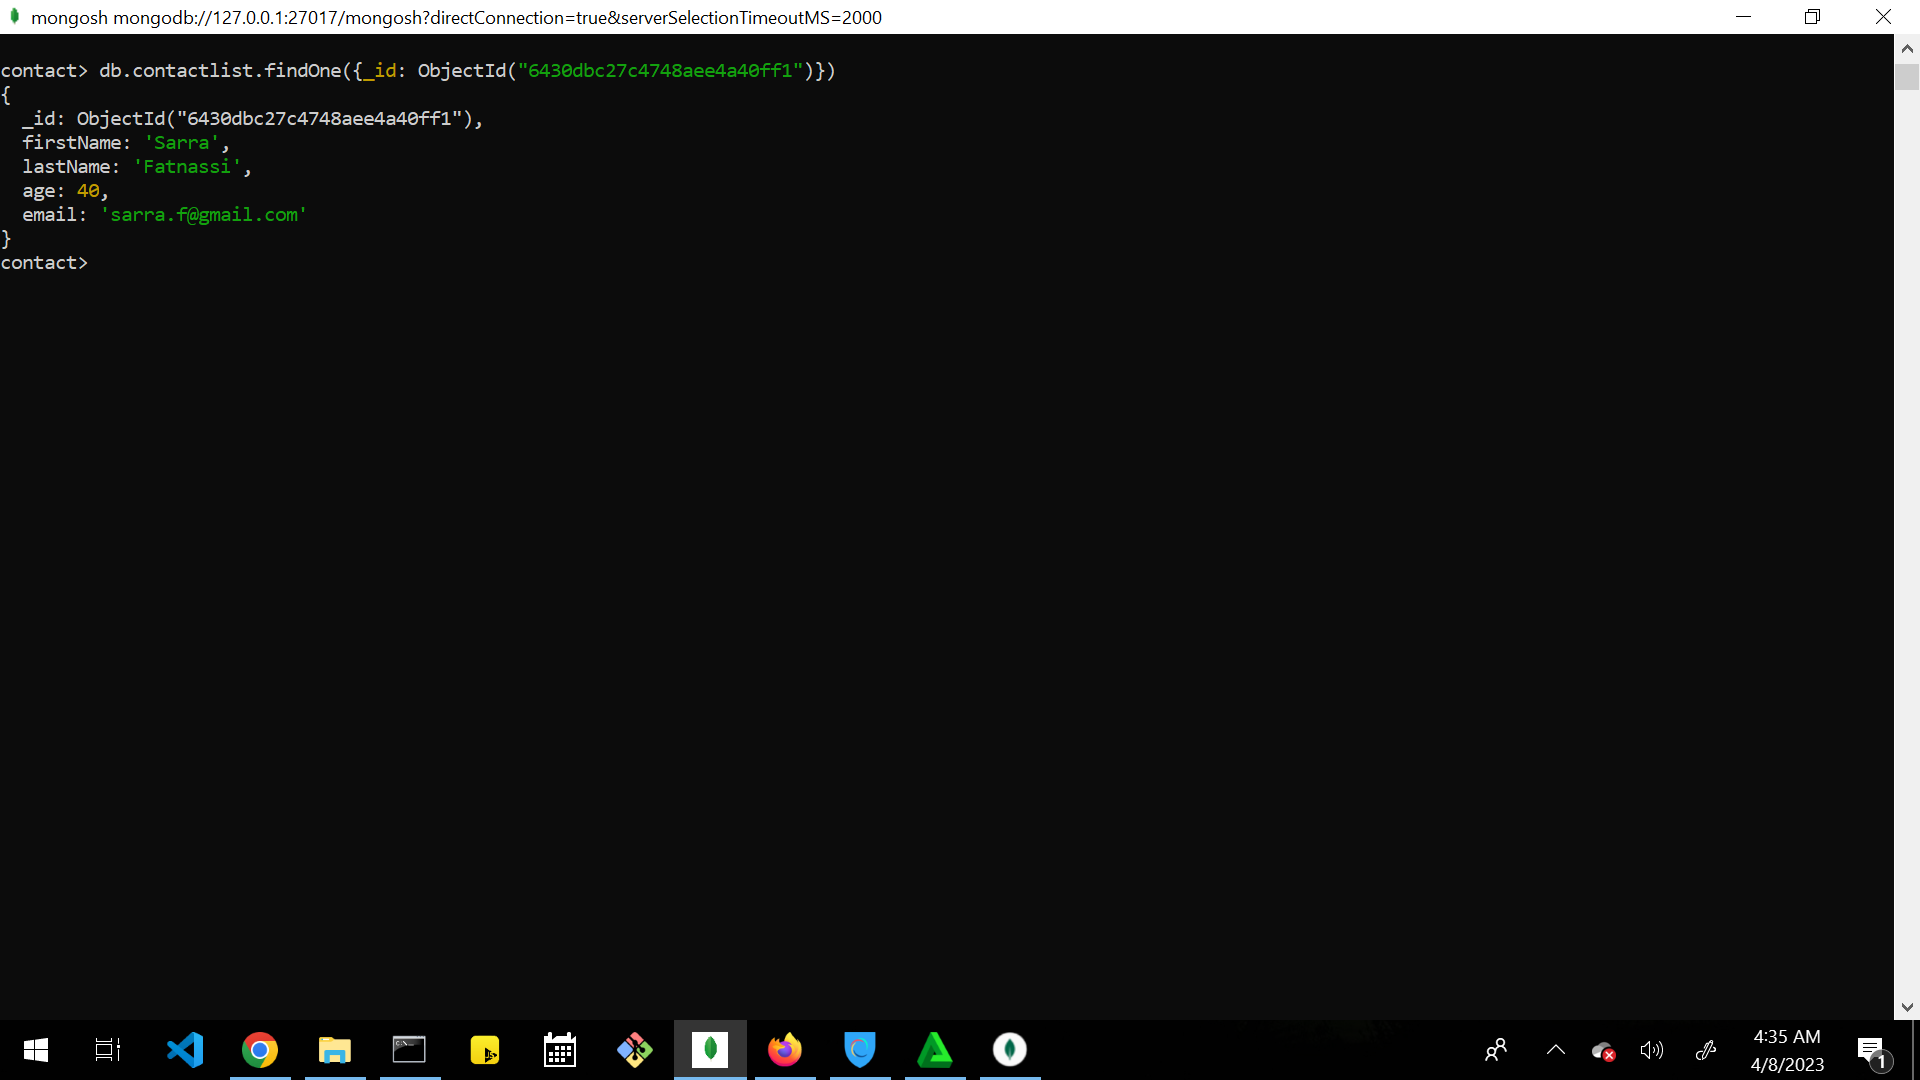 mongosh mongodb://127.0.0.1:27017/mongosh?directConnection=true&serverSelectionTimeoutMS=2000
contact> db.contactlist.findOne({_id: ObjectId("6430dbc27c4748aee4a40ff1")})
{
  _id: ObjectId("6430dbc27c4748aee4a40ff1"),
  firstName: 'Sarra',
  lastName: 'Fatnassi',
  age: 40,
  email: 'sarra.f@gmail.com'
}
contact>
4:35 AM
4/8/2023
1